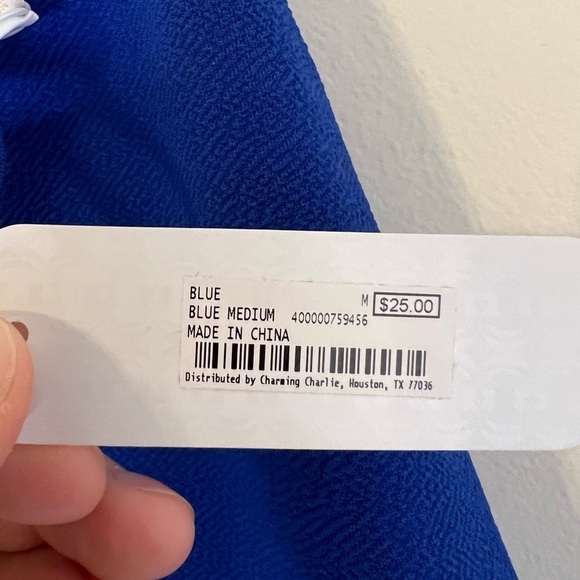 BLUE
M $25.00
BLUE MEDIUM 400000759456
MADE IN CHINA
Distributed by Charming Charlie, Houston, TX 77036